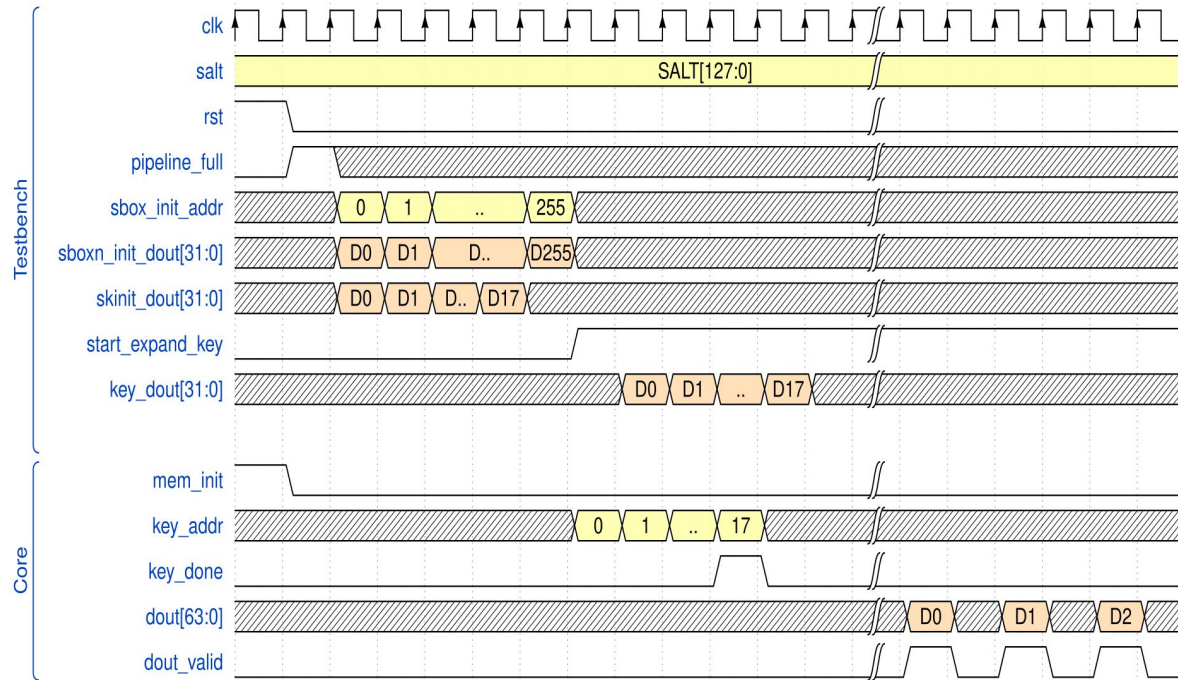 Testbench
clk
salt SALT[127:0]
rst
pipeline_full
sbox_init_addr 0 1 .. 255
sboxn_init_dout[31:0] D0 D1 D.. D255
skinit_dout[31:0] D0 D1 D.. D17
start_expand_key
key_dout[31:0] D0 D1 .. D17
Core
mem_init
key_addr 0 1 .. 17
key_done
dout[63:0] D0 D1 D2
dout_valid